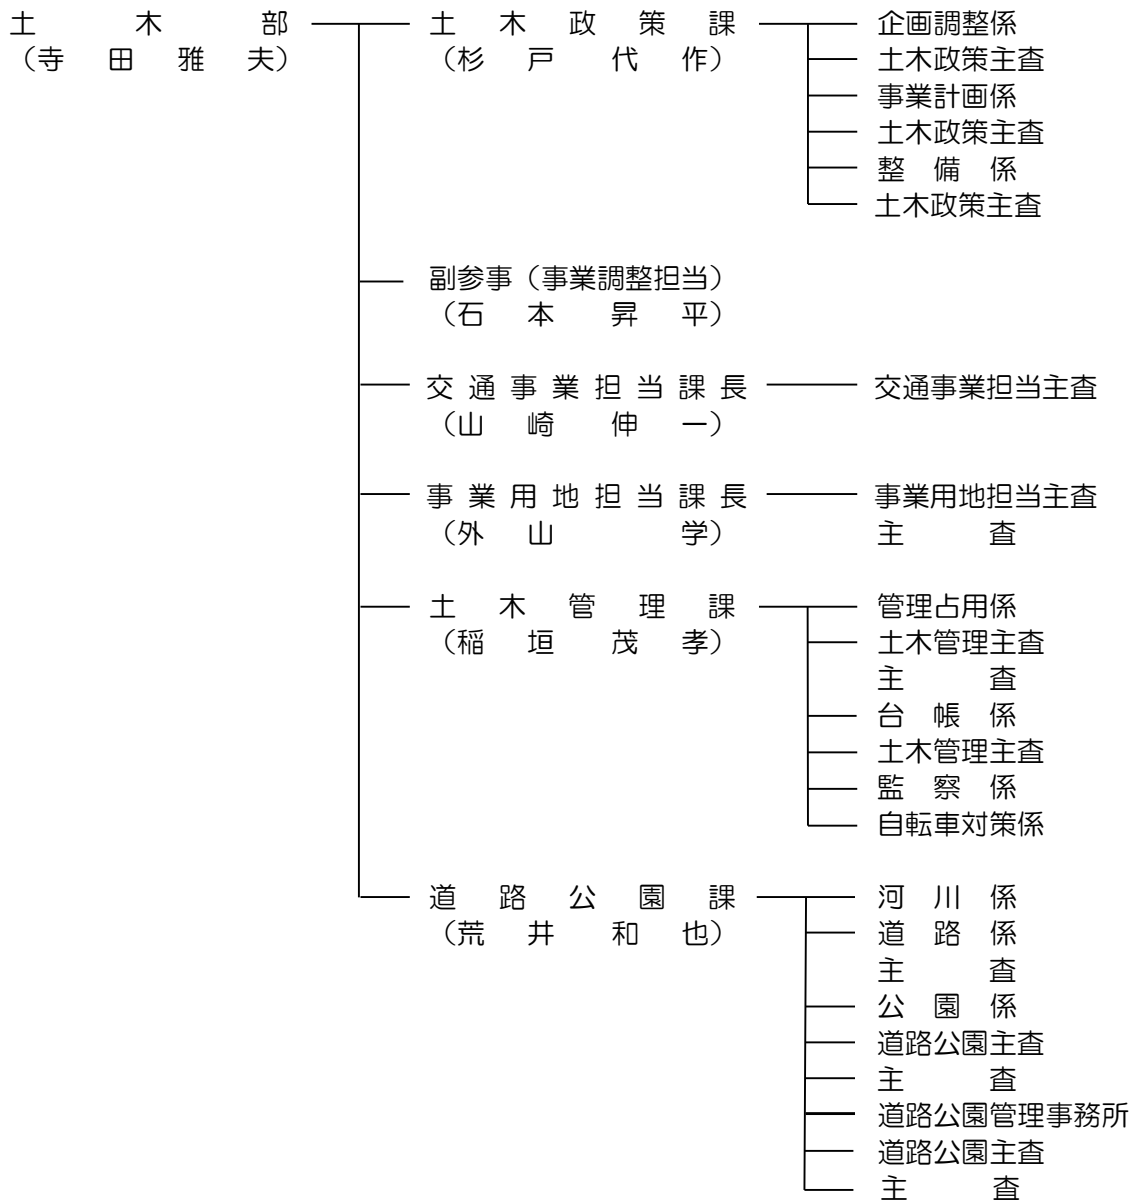 土木部 土木政策課 企画調整係
（寺田雅夫） （杉戸代作） 土木政策主査
事業計画係
土木政策主査
整備係
土木政策主査
副参事（事業調整担当）
（石本昇平）
交通事業担当課長 交通事業担当主査
（山崎伸一）
事業用地担当課長 事業用地担当主査
（外山学） 主査
土木管理課 管理占用係
（稲垣茂孝） 土木管理主査
主査
台帳係
土木管理主査
監察係
自転車対策係
道路公園課 河川係
（荒井和也） 道路係
主査
公園係
道路公園主査
主査
道路公園管理事務所
道路公園主査
主査